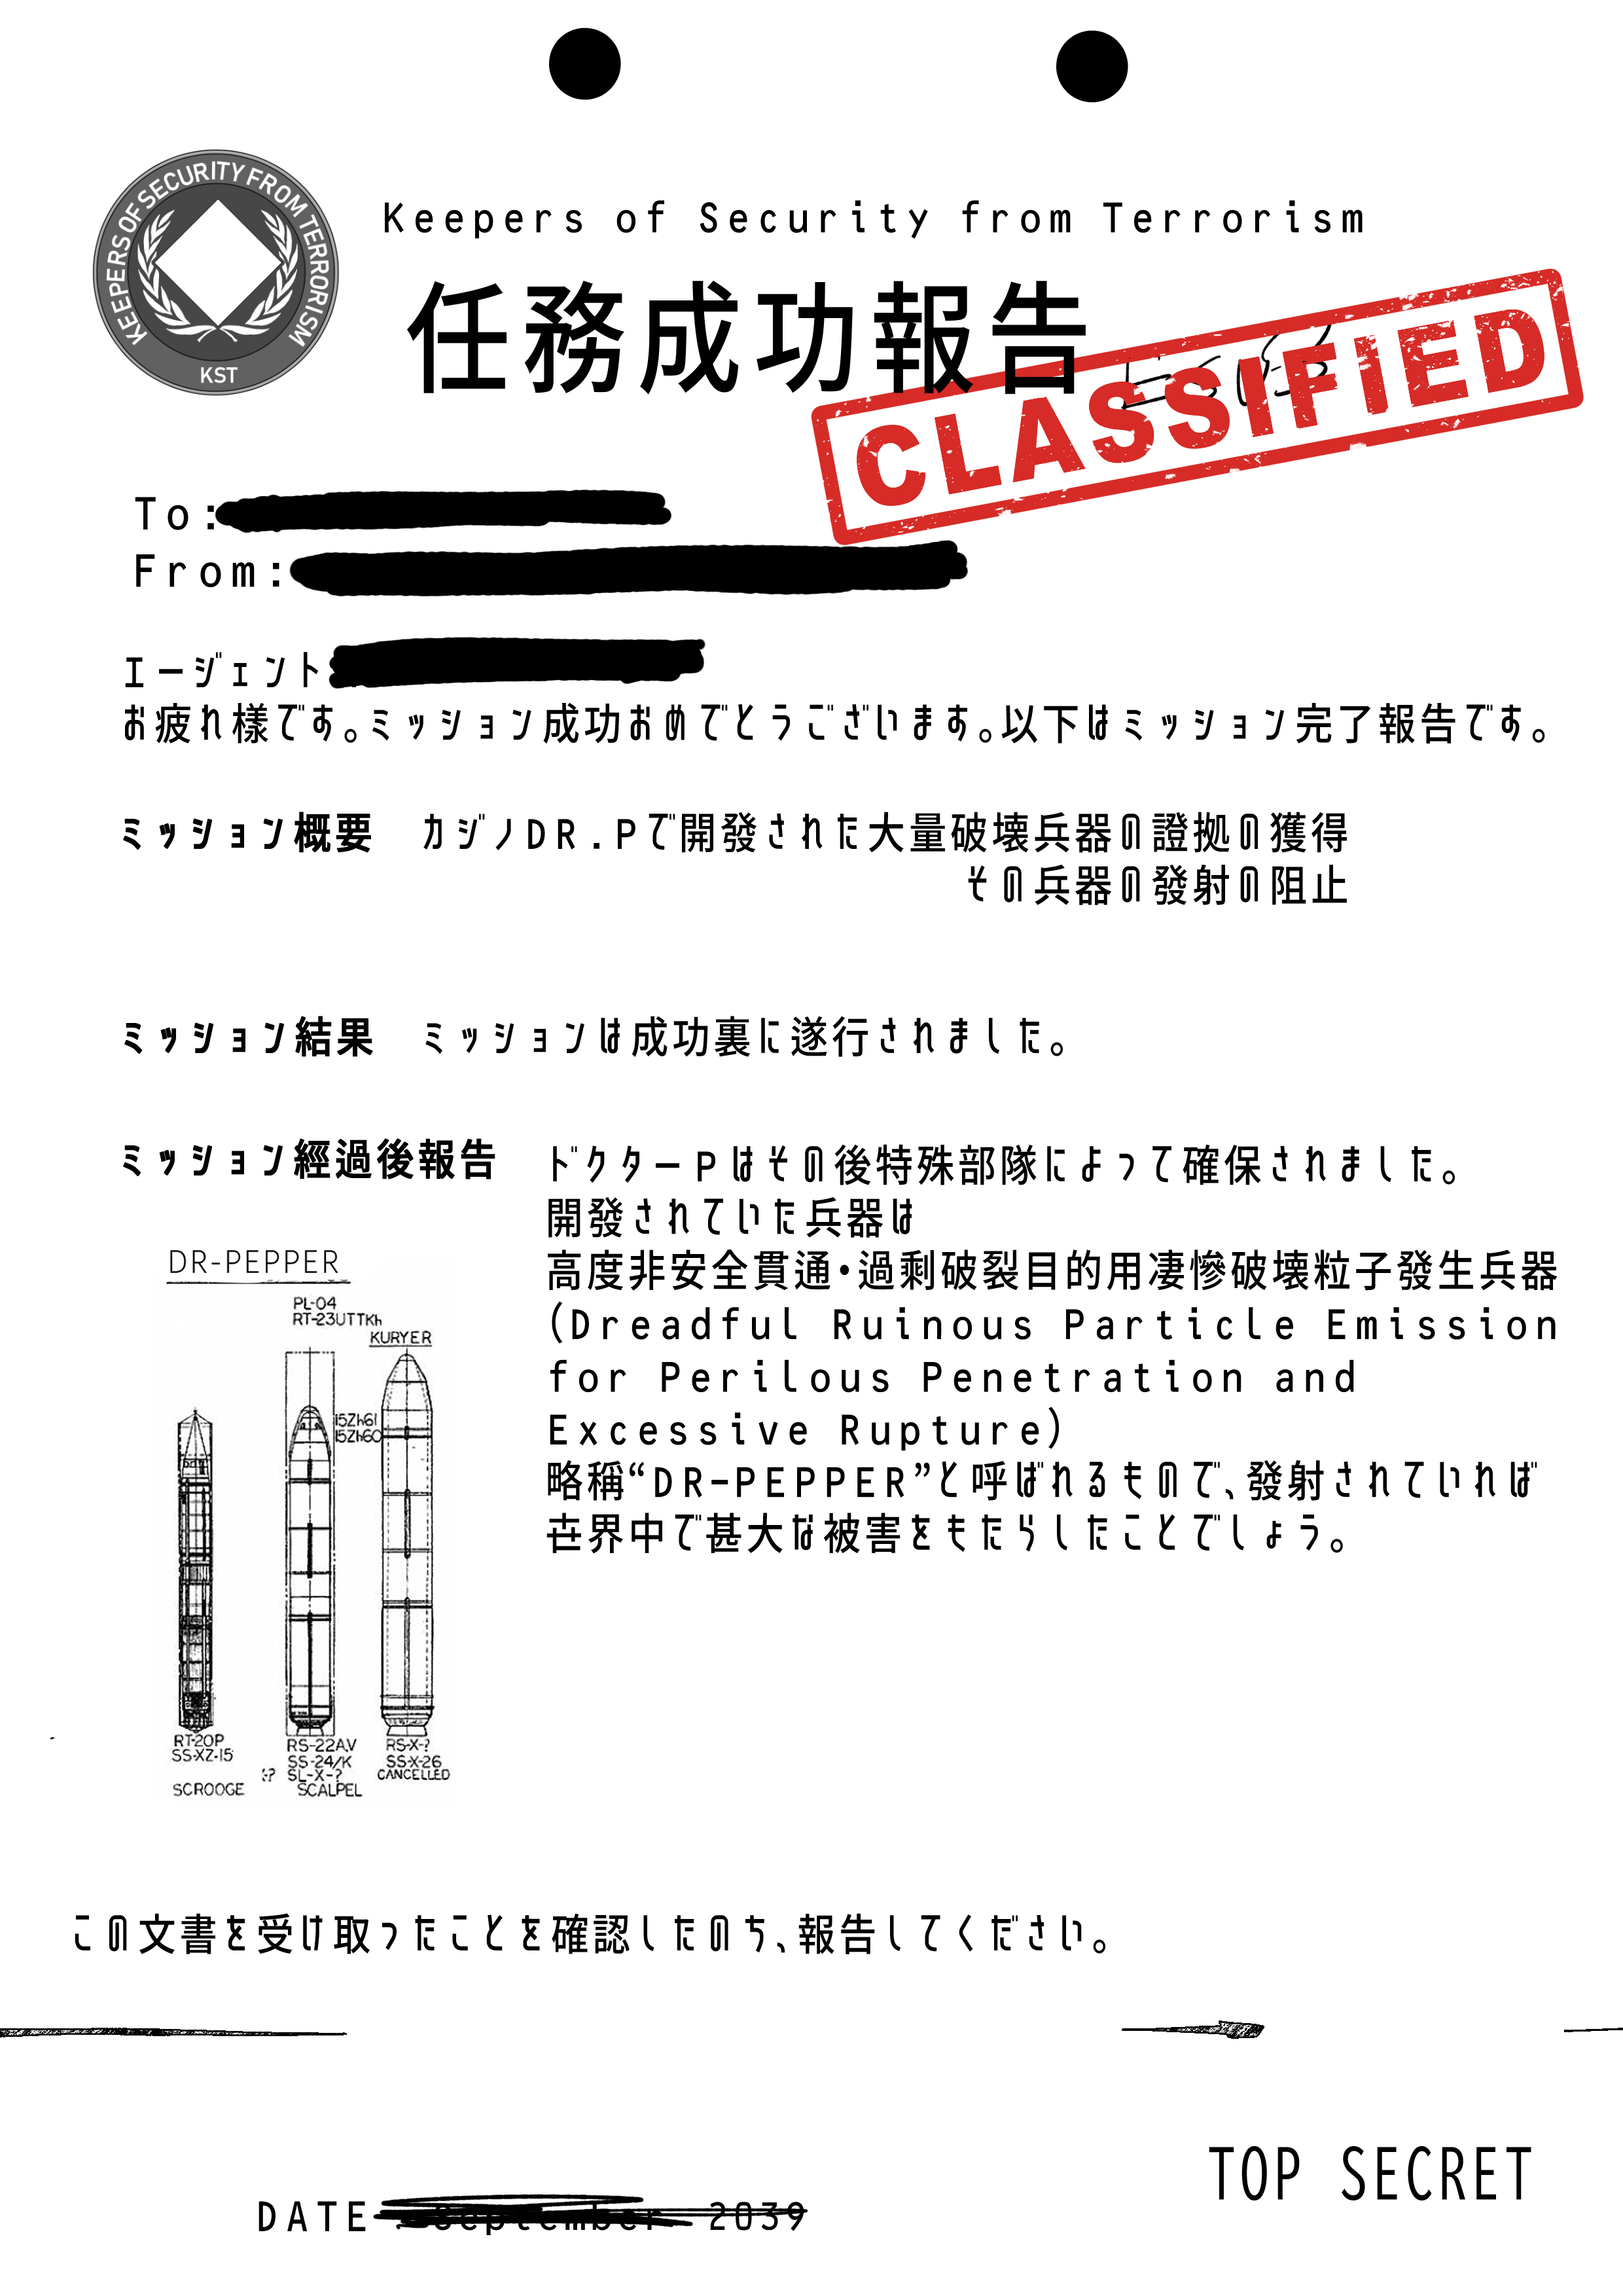 KEEPERS OF SECURITY FROM TERRORISM
KST
Keepers of Security from Terrorism
任務成功報告
CLASSIFIED
To:
From:
エージェント
お疲れ様です。ミッション成功おめでとうございます。以下はミッション完了報告です。
ミッション概要 カジノDR.Pで開發された大量破壊兵器の證拠の獲得
その兵器の發射の阻止
ミッション結果 ミッションは成功裏に遂行されました。
ミッション經過後報告 ドクターPはその後特殊部隊によって確保されました。
開發されていた兵器は
高度非安全貫通・過剰破裂目的用凄惨破壊粒子發生兵器
(Dreadful Ruinous Particle Emission
for Perilous Penetration and
Excessive Rupture)
略稱“DR-PEPPER”と呼ばれるもので、發射されていれば
世界中で甚大な被害をもたらしたことでしょう。
DR-PEPPER
PL-04
RT-23UTTKh
KURYER
15Zh61
15Zh60
RT-20P
SS-XZ-15
SCROOGE
RS-22A,V
SS-24/K
SL-X-?
SCALPEL
RS-X-?
SS-X-26
CANCELLED
この文書を受け取ったことを確認したのち、報告してください。
TOP SECRET
DATE September 2039